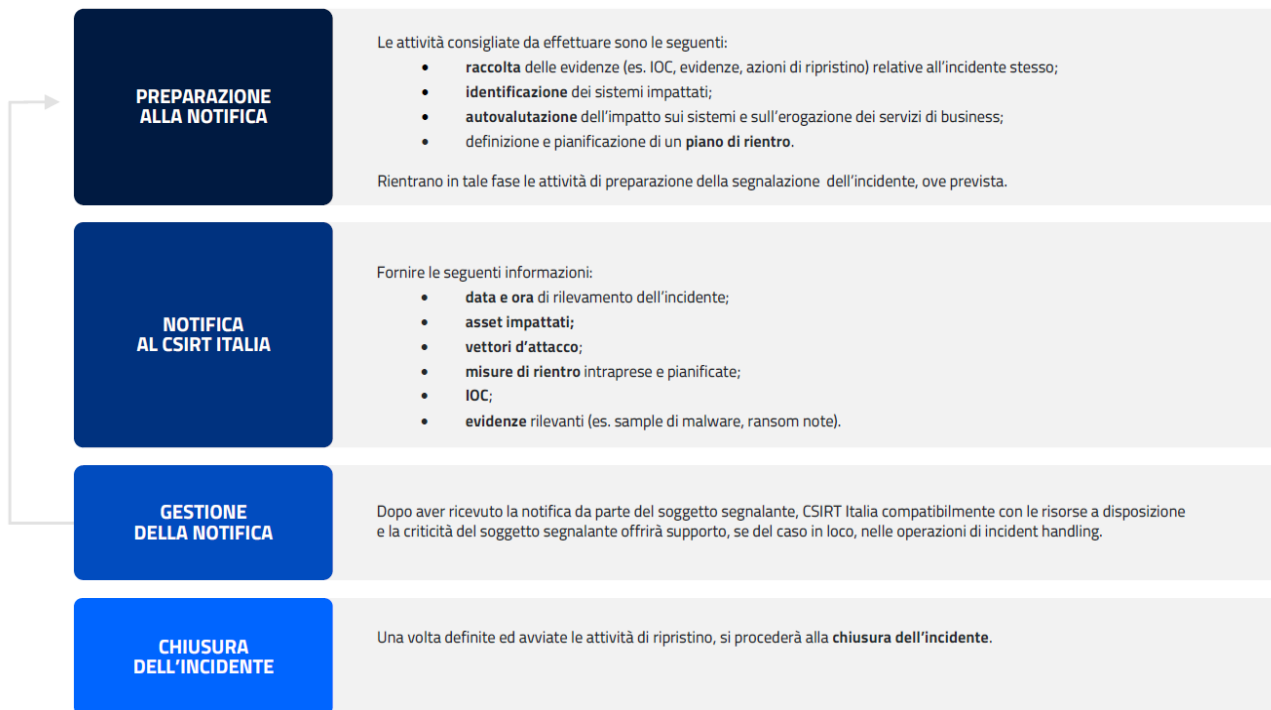 PREPARAZIONE
ALLA NOTIFICA
Le attività consigliate da effettuare sono le seguenti:
• raccolta delle evidenze (es. IOC, evidenze, azioni di ripristino) relative all'incidente stesso;
• identificazione dei sistemi impattati;
• autovalutazione dell'impatto sui sistemi e sull'erogazione dei servizi di business;
• definizione e pianificazione di un piano di rientro.
Rientrano in tale fase le attività di preparazione della segnalazione dell'incidente, ove prevista.
NOTIFICA
AL CSIRT ITALIA
Fornire le seguenti informazioni:
• data e ora di rilevamento dell'incidente;
• asset impattati;
• vettori d'attacco;
• misure di rientro intraprese e pianificate;
• IOC;
• evidenze rilevanti (es. sample di malware, ransom note).
GESTIONE
DELLA NOTIFICA
Dopo aver ricevuto la notifica da parte del soggetto segnalante, CSIRT Italia compatibilmente con le risorse a disposizione
e la criticità del soggetto segnalante offrirà supporto, se del caso in loco, nelle operazioni di incident handling.
CHIUSURA
DELL'INCIDENTE
Una volta definite ed avviate le attività di ripristino, si procederà alla chiusura dell'incidente.